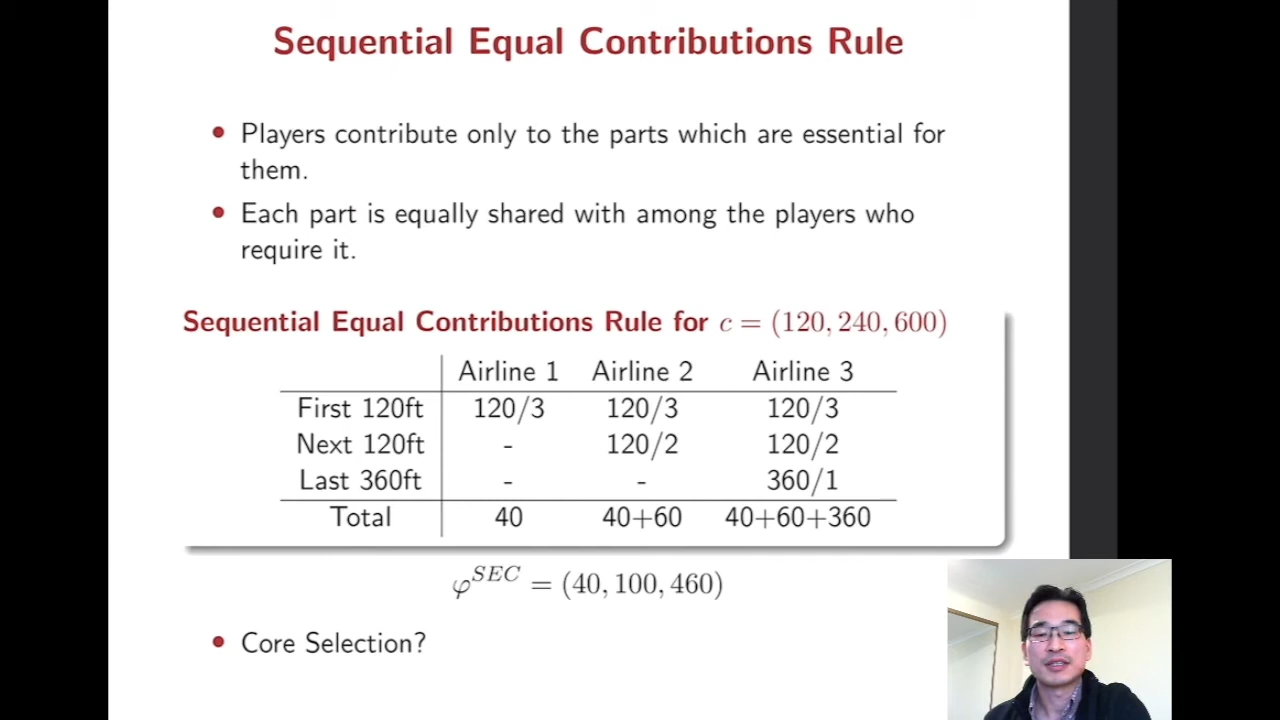 Sequential Equal Contributions Rule
• Players contribute only to the parts which are essential for
them.
• Each part is equally shared with among the players who
require it.
Sequential Equal Contributions Rule for c = (120, 240, 600)
Airline 1 Airline 2 Airline 3
First 120ft 120/3 120/3 120/3
Next 120ft - 120/2 120/2
Last 360ft - - 360/1
Total 40 40+60 40+60+360
φ^SEC = (40, 100, 460)
• Core Selection?